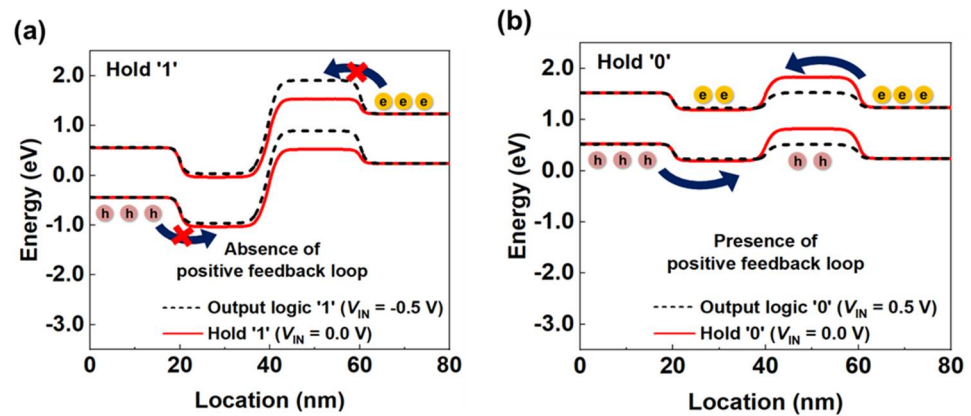 (a)
Hold '1'
e e e
h h h
Absence of
positive feedback loop
Output logic '1' (VIN = -0.5 V)
Hold '1' (VIN = 0.0 V)
2.0
1.0
0.0
-1.0
-2.0
-3.0
Energy (eV)
0 20 40 60 80
Location (nm)
(b)
Hold '0'
e e
e e e
h h h
h h
Presence of
positive feedback loop
Output logic '0' (VIN = 0.5 V)
Hold '0' (VIN = 0.0 V)
2.0
1.0
0.0
-1.0
-2.0
-3.0
Energy (eV)
0 20 40 60 80
Location (nm)